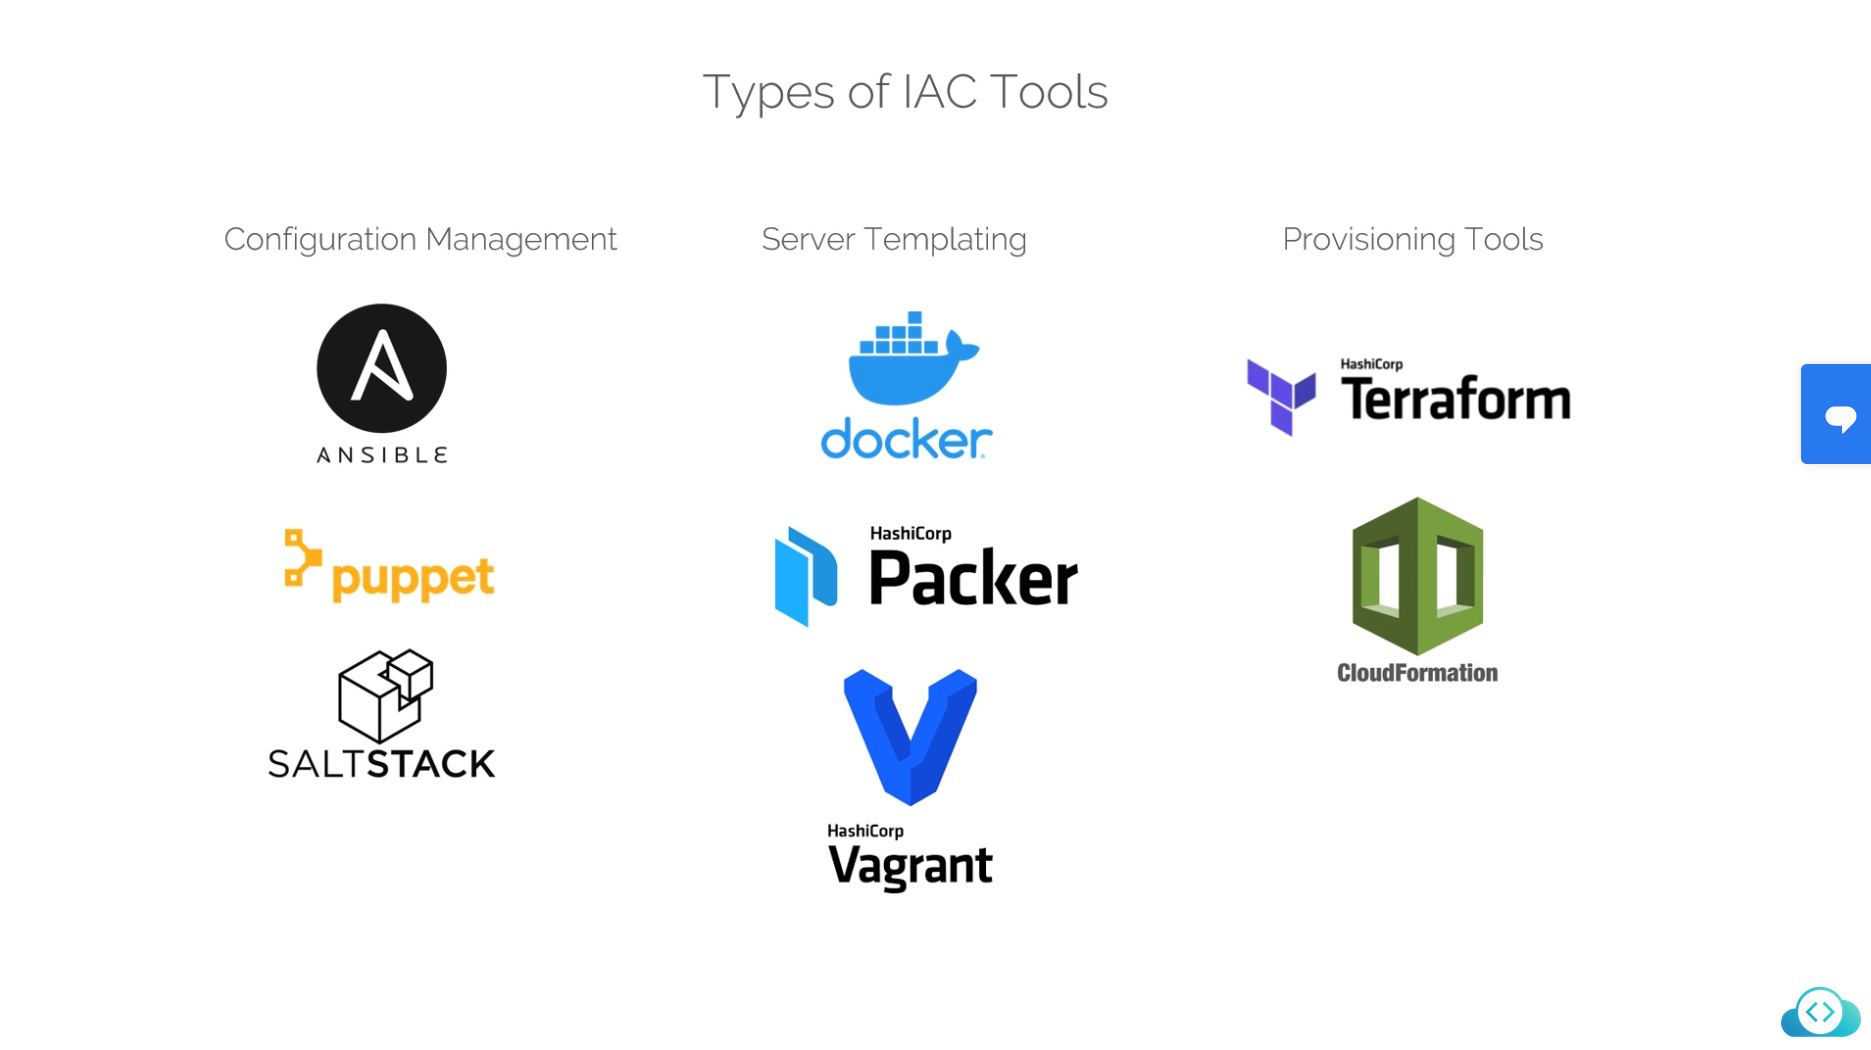 Types of IAC Tools
Configuration Management
ANSIBLE
puppet
SALTSTACK
Server Templating
docker
HashiCorp
Packer
HashiCorp
Vagrant
Provisioning Tools
HashiCorp
Terraform
CloudFormation